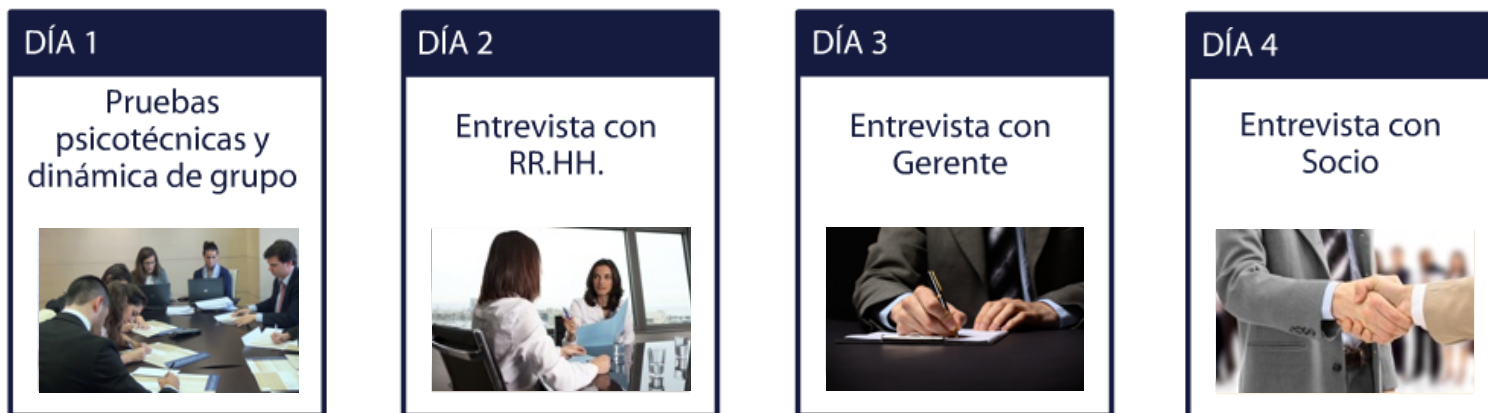 DÍA 1
Pruebas
psicotécnicas y
dinámica de grupo
DÍA 2
Entrevista con
RR.HH.
DÍA 3
Entrevista con
Gerente
DÍA 4
Entrevista con
Socio